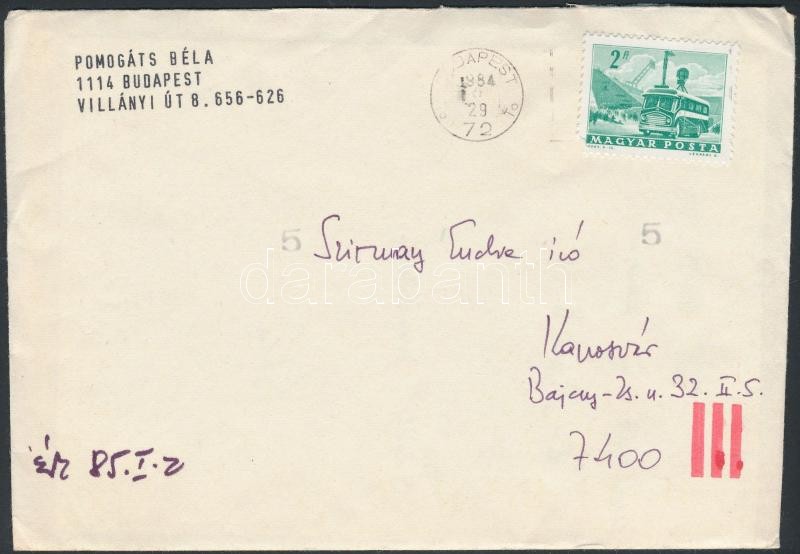 POMOGÁTS BÉLA
1114 BUDAPEST
VILLÁNYI ÚT 8. 656-626
BUDAPEST
1984
29
72
2 Ft
MAGYAR POSTA
5
5
Szirmay Endre író
darabanth
Kaposvár
Bajcsy-Zs. u. 32. II. 5.
7400
ér 85.I.2